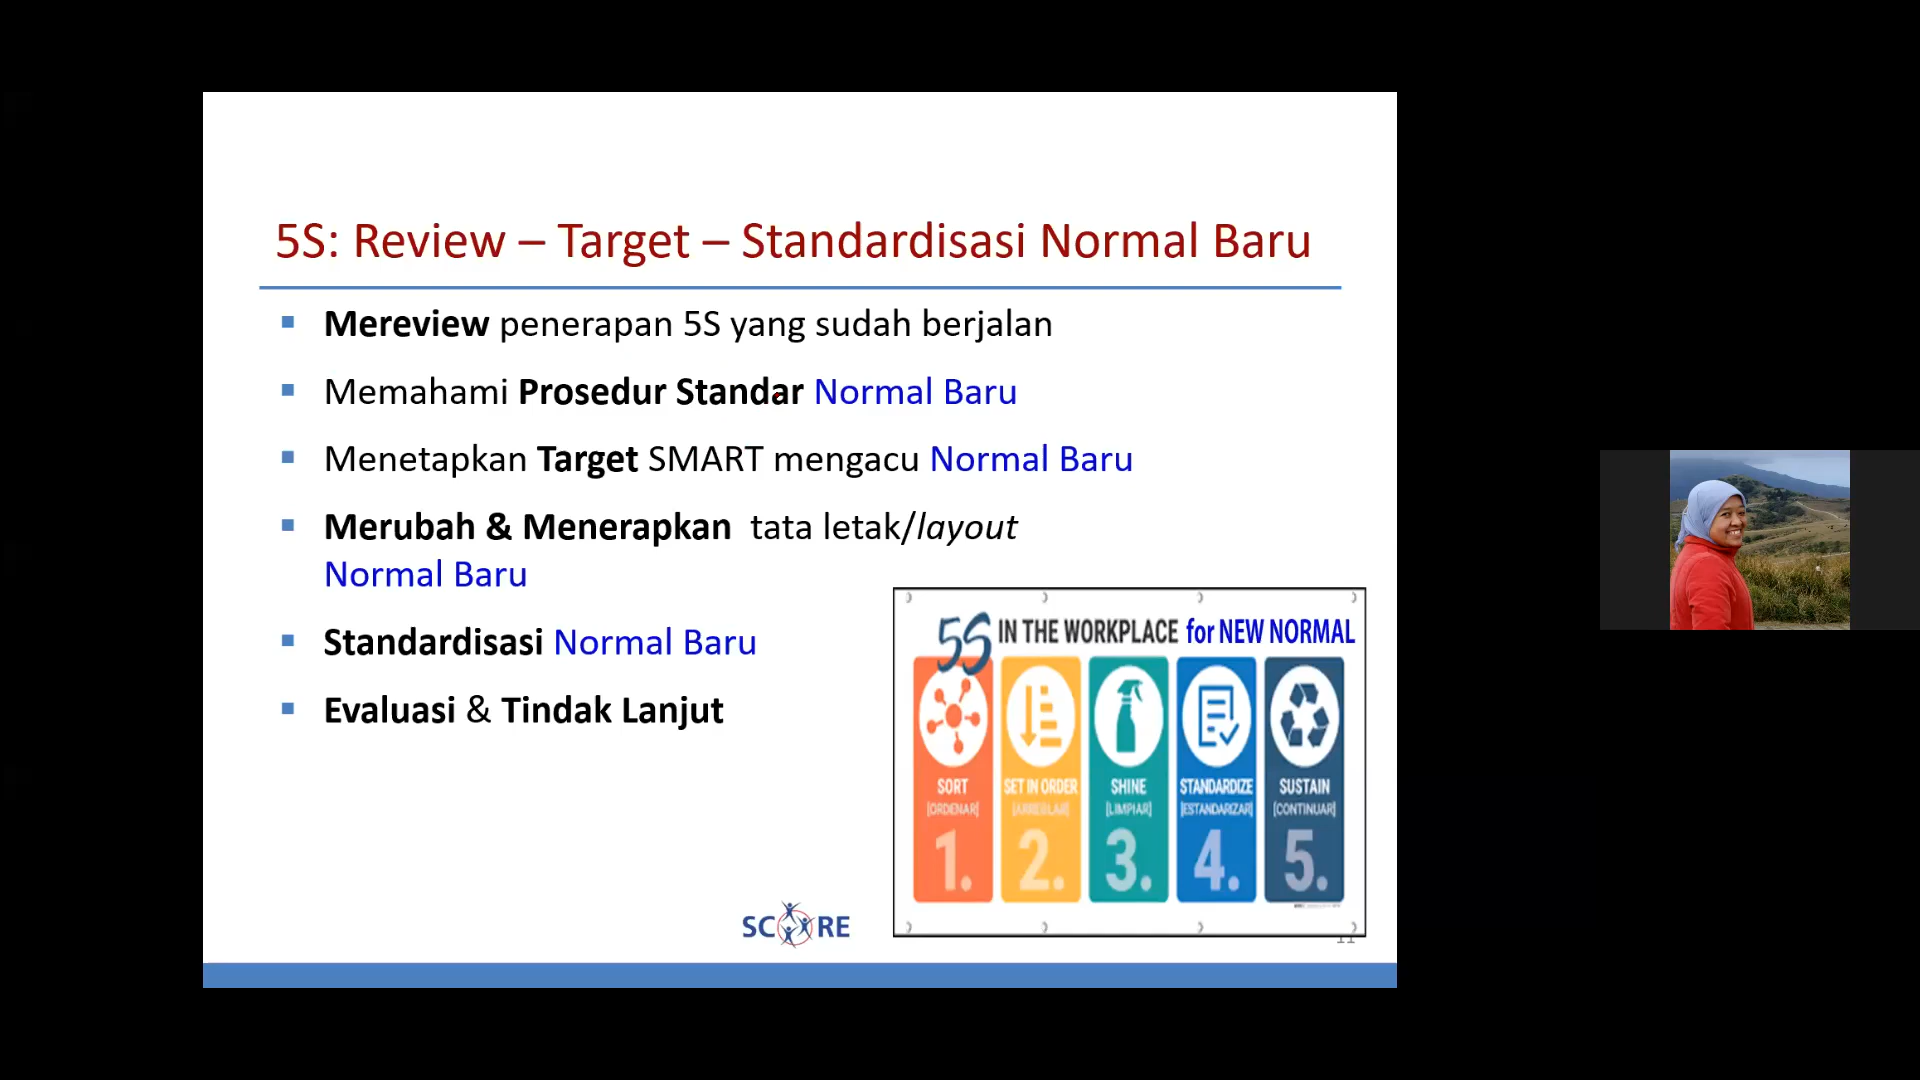 5S: Review – Target – Standardisasi Normal Baru
▪ Mereview penerapan 5S yang sudah berjalan
▪ Memahami Prosedur Standar Normal Baru
▪ Menetapkan Target SMART mengacu Normal Baru
▪ Merubah & Menerapkan tata letak/layout
Normal Baru
▪ Standardisasi Normal Baru
▪ Evaluasi & Tindak Lanjut
5S IN THE WORKPLACE for NEW NORMAL
SORT
[ORDENAR]
1.
SET IN ORDER
[ARREGLAR]
2.
SHINE
[LIMPIAR]
3.
STANDARDIZE
[ESTANDARIZAR]
4.
SUSTAIN
[CONTINUAR]
5.
SCORE
11